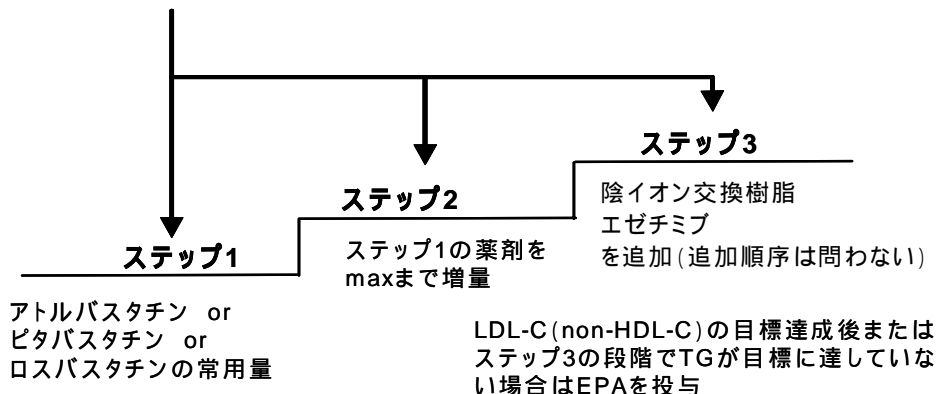 ステップ3
陰イオン交換樹脂
エゼチミブ
を追加(追加順序は問わない)
ステップ2
ステップ1の薬剤を
maxまで増量
ステップ1
アトルバスタチン or
ピタバスタチン or
ロスバスタチンの常用量
LDL-C(non-HDL-C)の目標達成後または
ステップ3の段階でTGが目標に達していな
い場合はEPAを投与